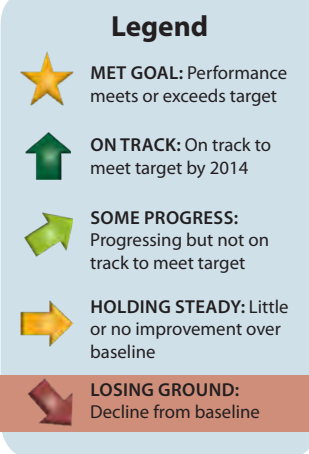 Legend
MET GOAL: Performance
meets or exceeds target
ON TRACK: On track to
meet target by 2014
SOME PROGRESS:
Progressing but not on
track to meet target
HOLDING STEADY: Little
or no improvement over
baseline
LOSING GROUND:
Decline from baseline